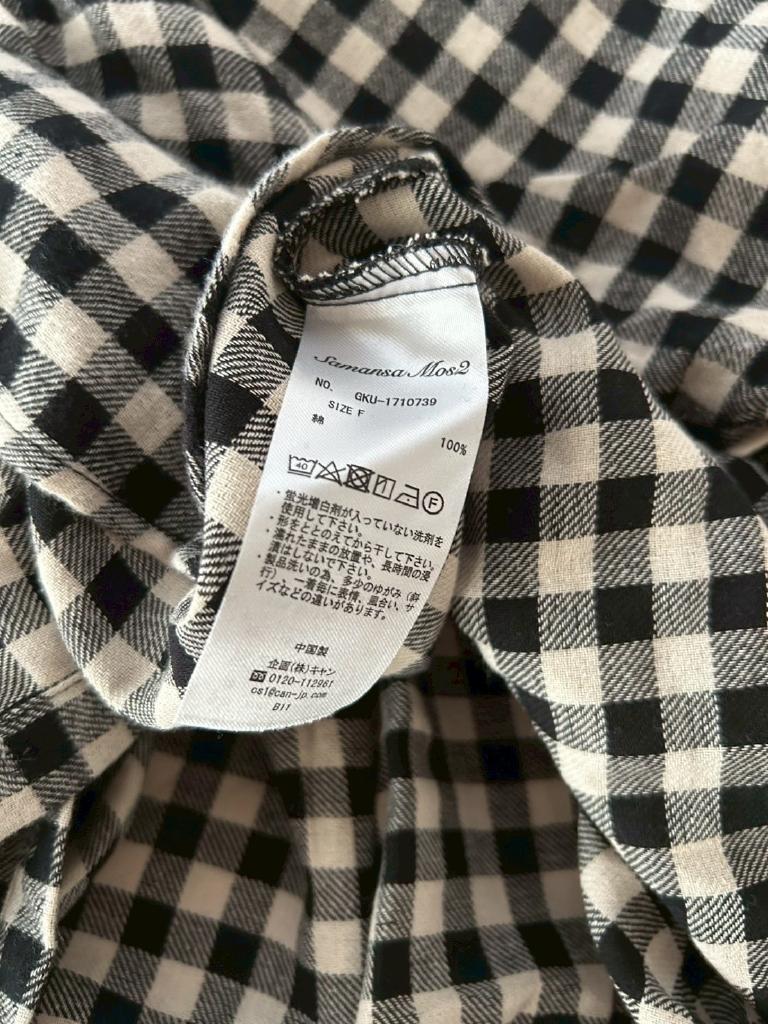 Samansa Mos2
NO. GKU-1710739
SIZE F
綿 100%
40 F
・蛍光増白剤が入っていない洗剤を
使用して下さい。
・形をととのえてから干して下さい。
・濡れたままの放置や、長時間の浸
漬はしないで下さい。
・製品洗いの為、多少のゆがみ（斜
行）、一着毎に表情、風合い、サ
イズなどの違いがあります。
中国製
企画(株)キャン
0120-112961
cs1@can-jp.com
B11